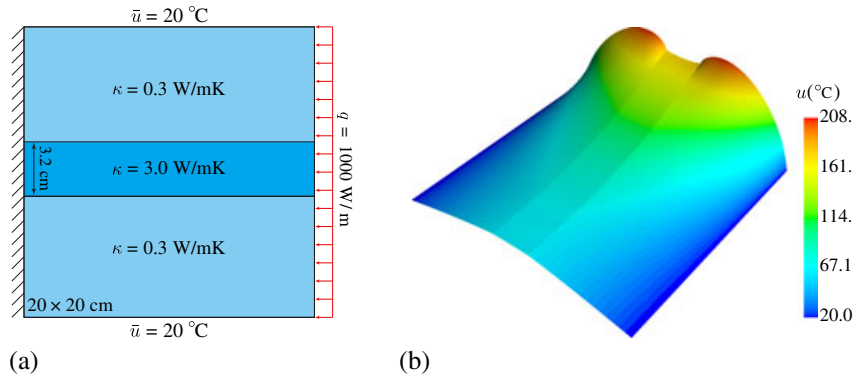 ū = 20 °C
κ = 0.3 W/mK
3.2 cm
κ = 3.0 W/mK
q = 1000 W/m
κ = 0.3 W/mK
20 × 20 cm
ū = 20 °C
(a)
u(°C)
208.
161.
114.
67.1
20.0
(b)